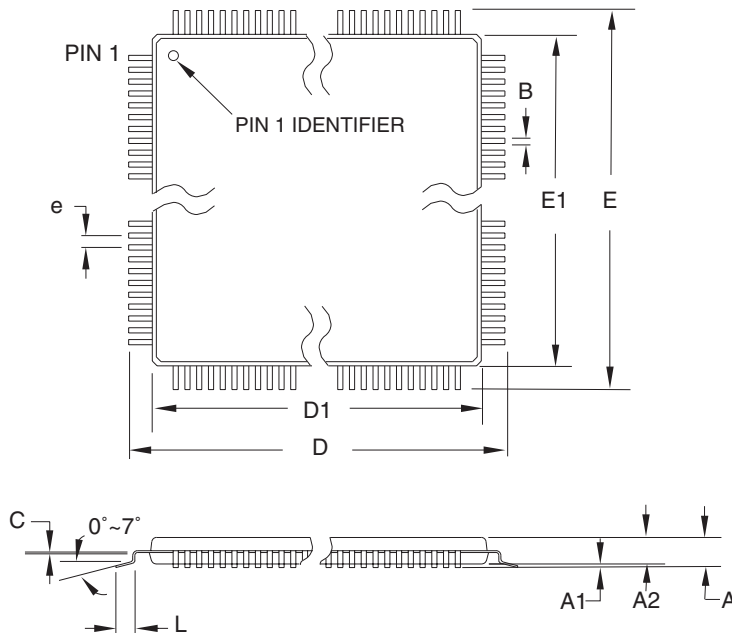 PIN 1
B
PIN 1 IDENTIFIER
e
E1
E
D1
D
C
0°~7°
A1
A2
A
L